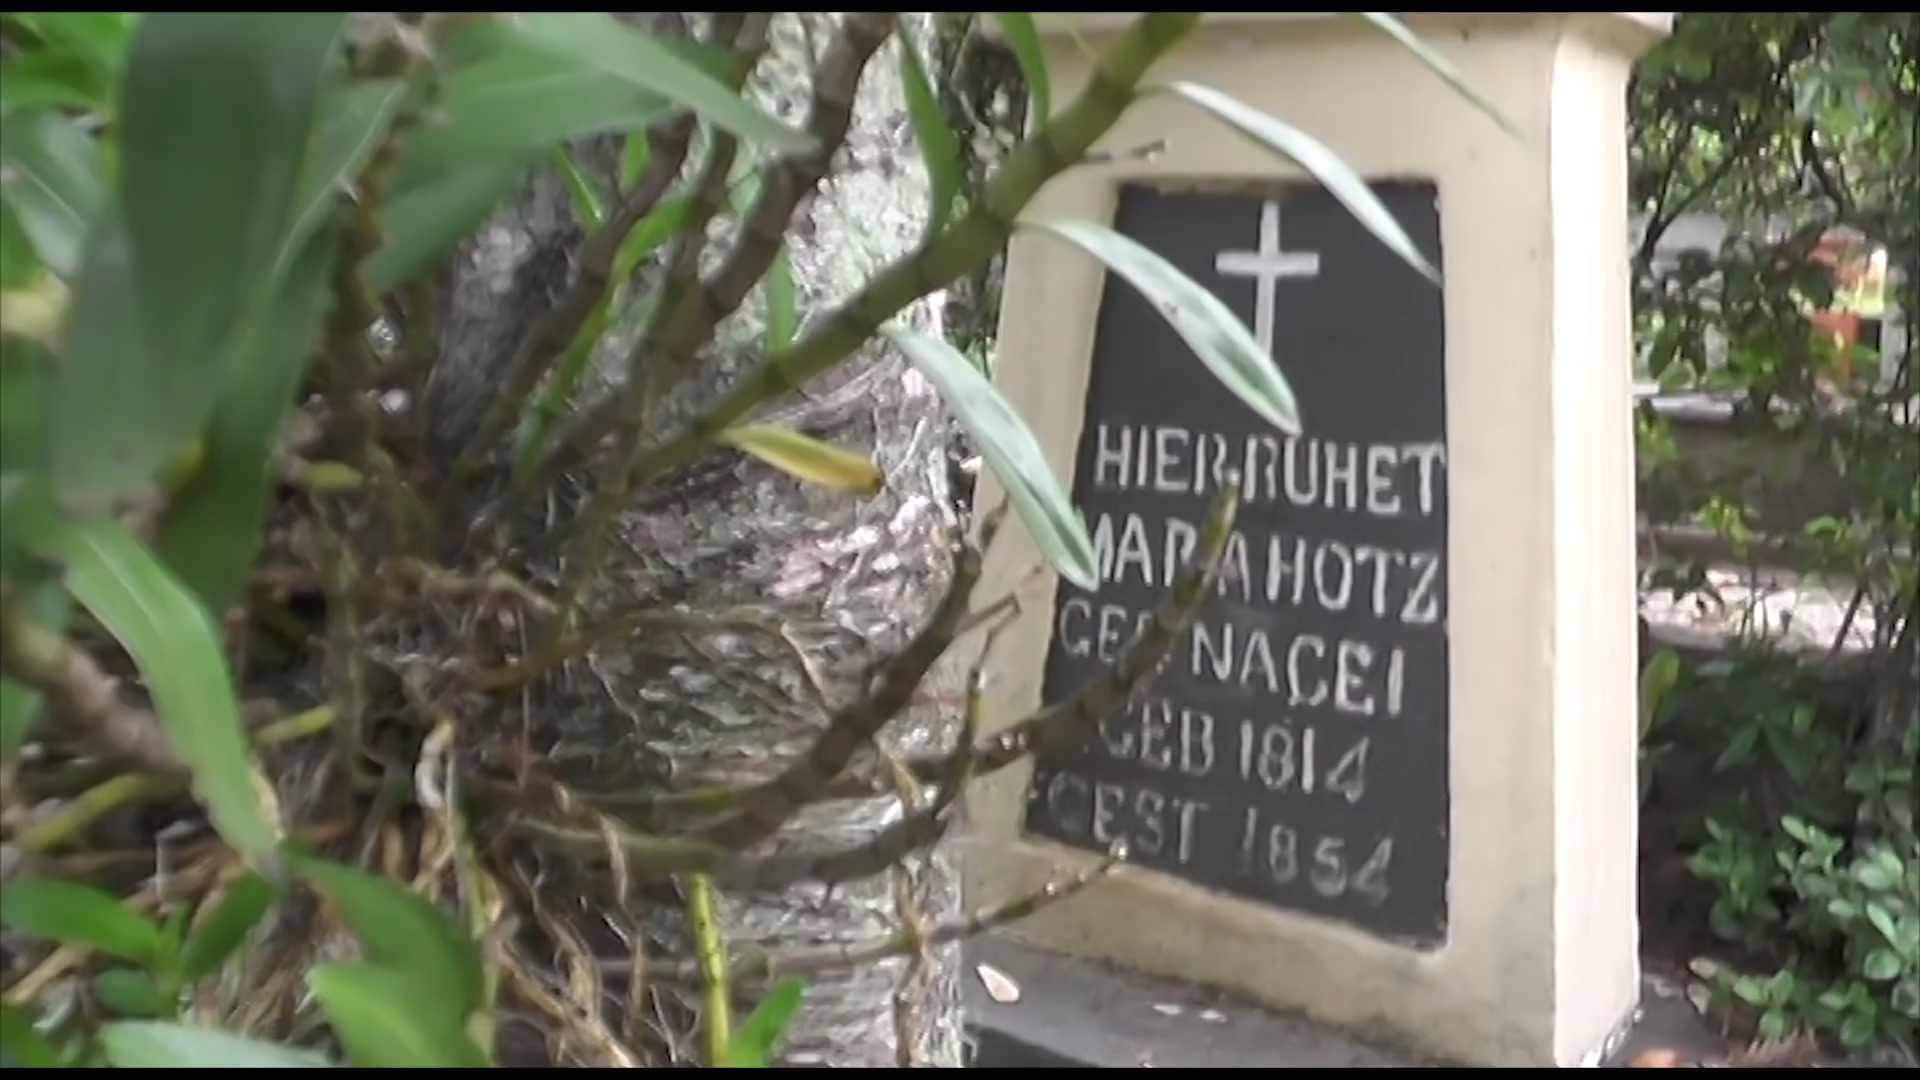 HIER RUHET
MARIA HOTZ
GEB NAGEL
GEB 1814
GEST 1854